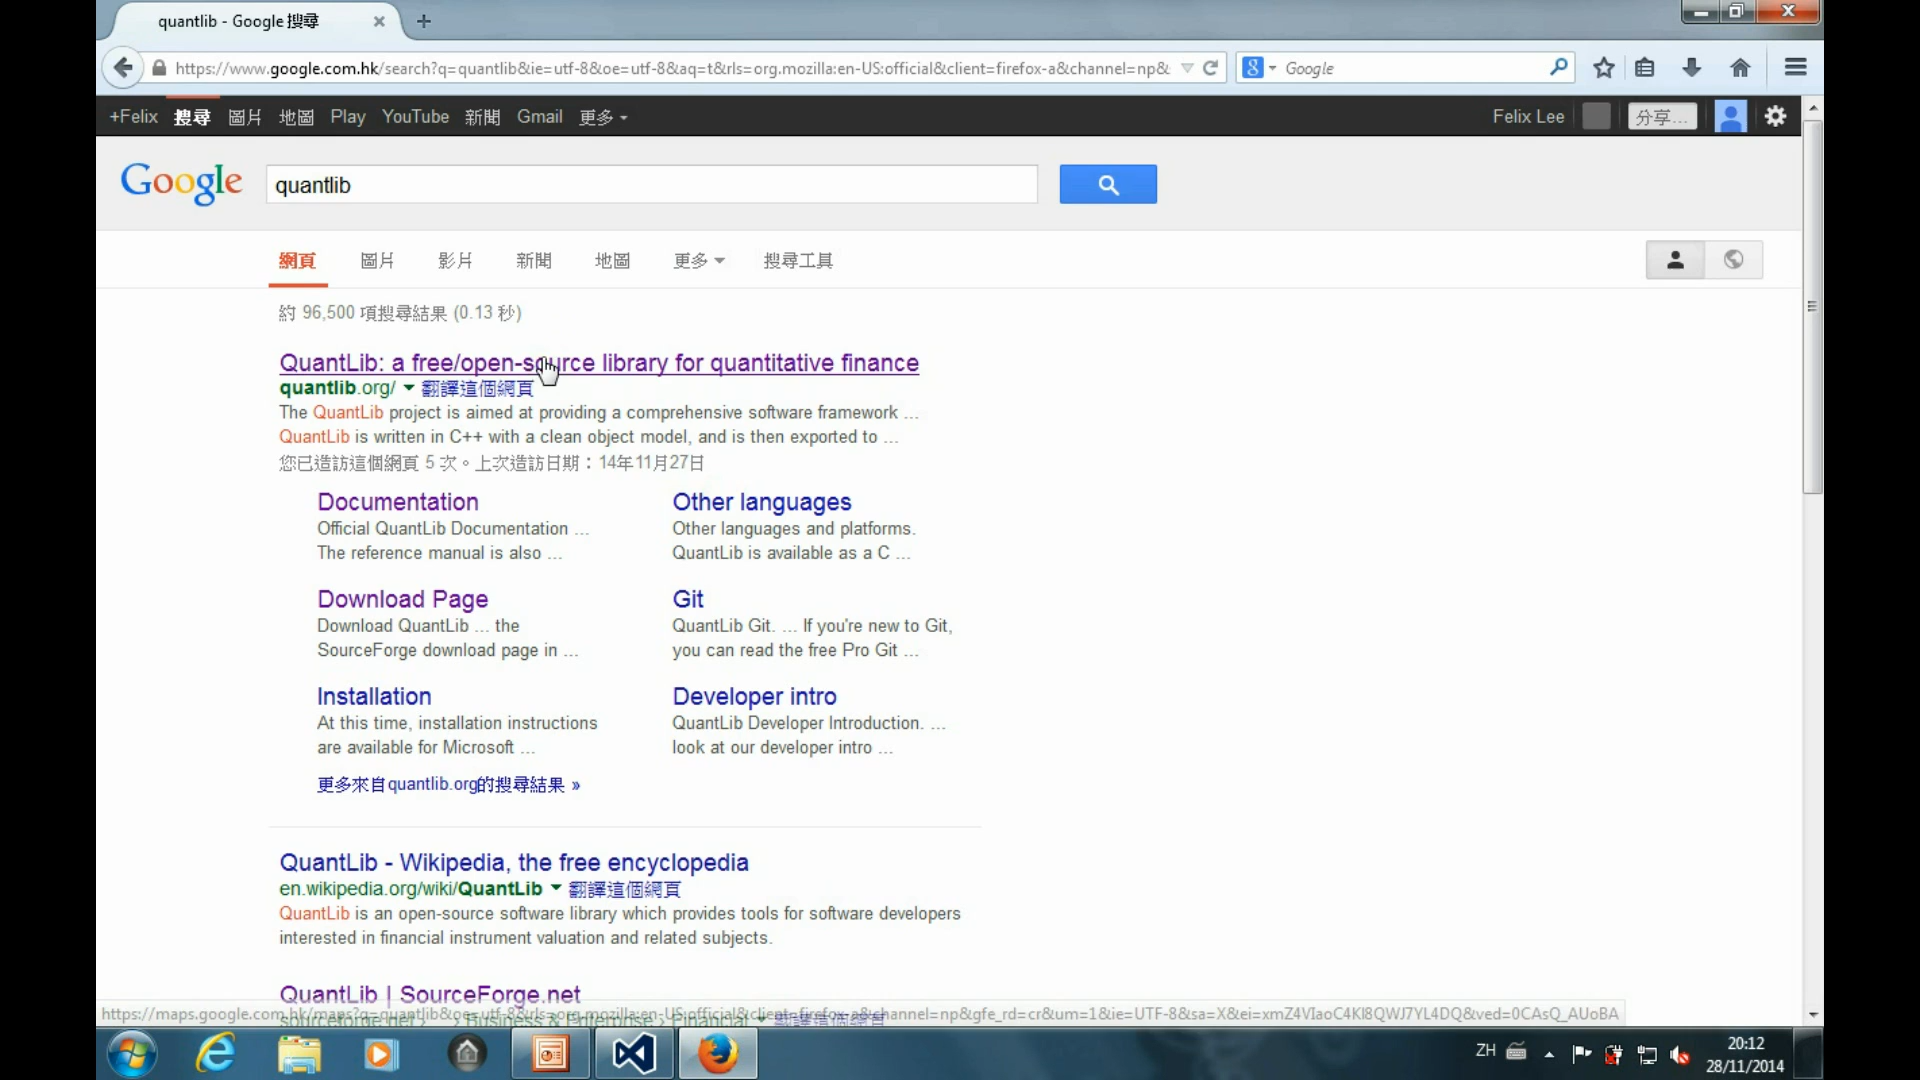 quantlib - Google 搜尋
https://www.google.com.hk/search?q=quantlib&ie=utf-8&oe=utf-8&aq=t&rls=org.mozilla:en-US:official&client=firefox-a&channel=np&
Google
+Felix 搜尋 圖片 地圖 Play YouTube 新聞 Gmail 更多
Felix Lee 分享...
Google quantlib
網頁 圖片 影片 新聞 地圖 更多 搜尋工具
約 96,500 項搜尋結果 (0.13 秒)
QuantLib: a free/open-source library for quantitative finance
quantlib.org/ 翻譯這個網頁
The QuantLib project is aimed at providing a comprehensive software framework ...
QuantLib is written in C++ with a clean object model, and is then exported to ...
您已造訪這個網頁 5 次。上次造訪日期：14年11月27日
Documentation
Official QuantLib Documentation ...
The reference manual is also ...
Other languages
Other languages and platforms.
QuantLib is available as a C ...
Download Page
Download QuantLib ... the
SourceForge download page in ...
Git
QuantLib Git. ... If you're new to Git,
you can read the free Pro Git ...
Installation
At this time, installation instructions
are available for Microsoft ...
Developer intro
QuantLib Developer Introduction. ...
look at our developer intro ...
更多來自quantlib.org的搜尋結果 »
QuantLib - Wikipedia, the free encyclopedia
en.wikipedia.org/wiki/QuantLib 翻譯這個網頁
QuantLib is an open-source software library which provides tools for software developers
interested in financial instrument valuation and related subjects.
QuantLib | SourceForge.net
sourceforge.net › ... › Business & Enterprise › Financial 翻譯這個網頁
ZH
20:12
28/11/2014